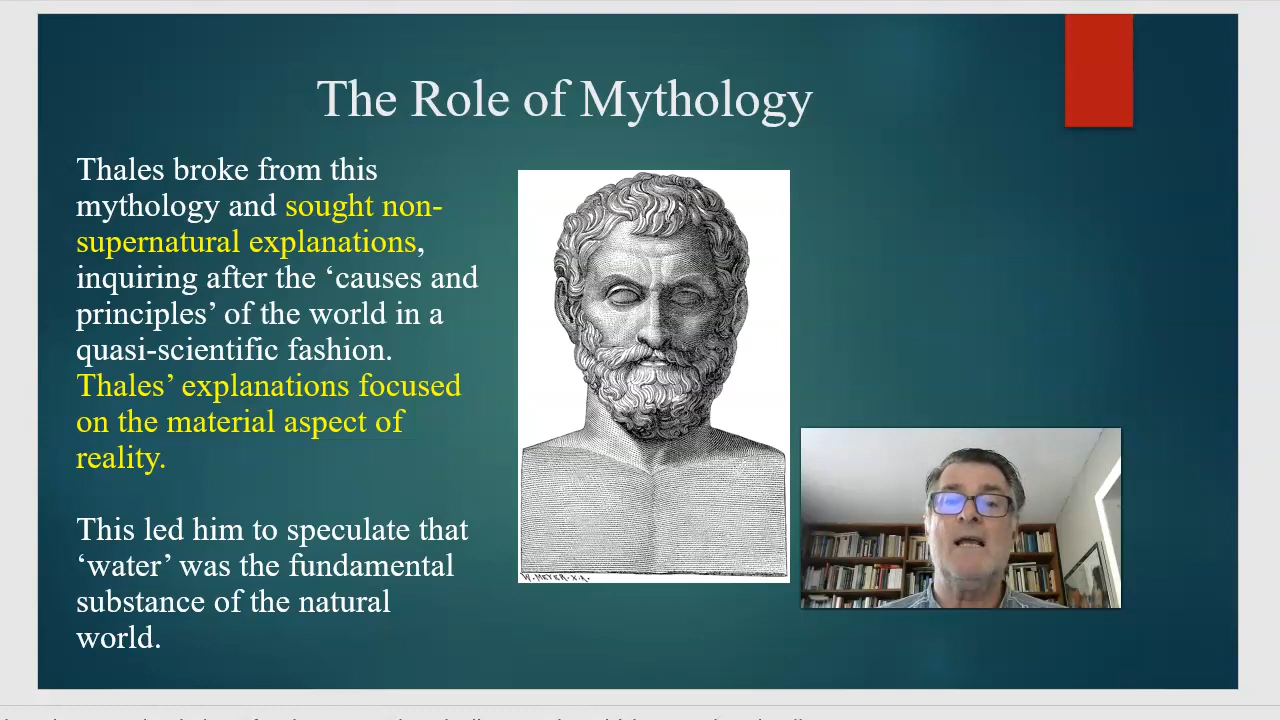 The Role of Mythology
Thales broke from this
mythology and sought non-
supernatural explanations,
inquiring after the ‘causes and
principles’ of the world in a
quasi-scientific fashion.
Thales’ explanations focused
on the material aspect of
reality.
This led him to speculate that
‘water’ was the fundamental
substance of the natural
world.
W. MEYER. X.A.